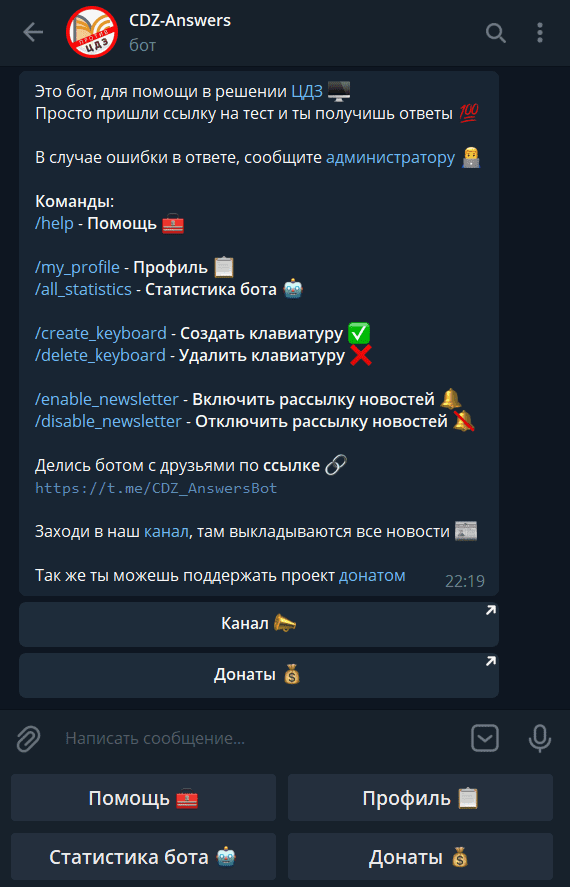 CDZ-Answers
бот
ПРОТИВ
ЦДЗ
Это бот, для помощи в решении ЦДЗ 🖥️
Просто пришли ссылку на тест и ты получишь ответы 💯
В случае ошибки в ответе, сообщите администратору 👨‍💻
Команды:
/help - Помощь 🧰
/my_profile - Профиль 📋
/all_statistics - Статистика бота 🤖
/create_keyboard - Создать клавиатуру ✅
/delete_keyboard - Удалить клавиатуру ❌
/enable_newsletter - Включить рассылку новостей 🔔
/disable_newsletter - Отключить рассылку новостей 🔕
Делись ботом с друзьями по ссылке 🔗
https://t.me/CDZ_AnswersBot
Заходи в наш канал, там выкладываются все новости 📰
Так же ты можешь поддержать проект донатом
22:19
Канал 📣
Донаты 💰
Написать сообщение...
Помощь 🧰
Профиль 📋
Статистика бота 🤖
Донаты 💰